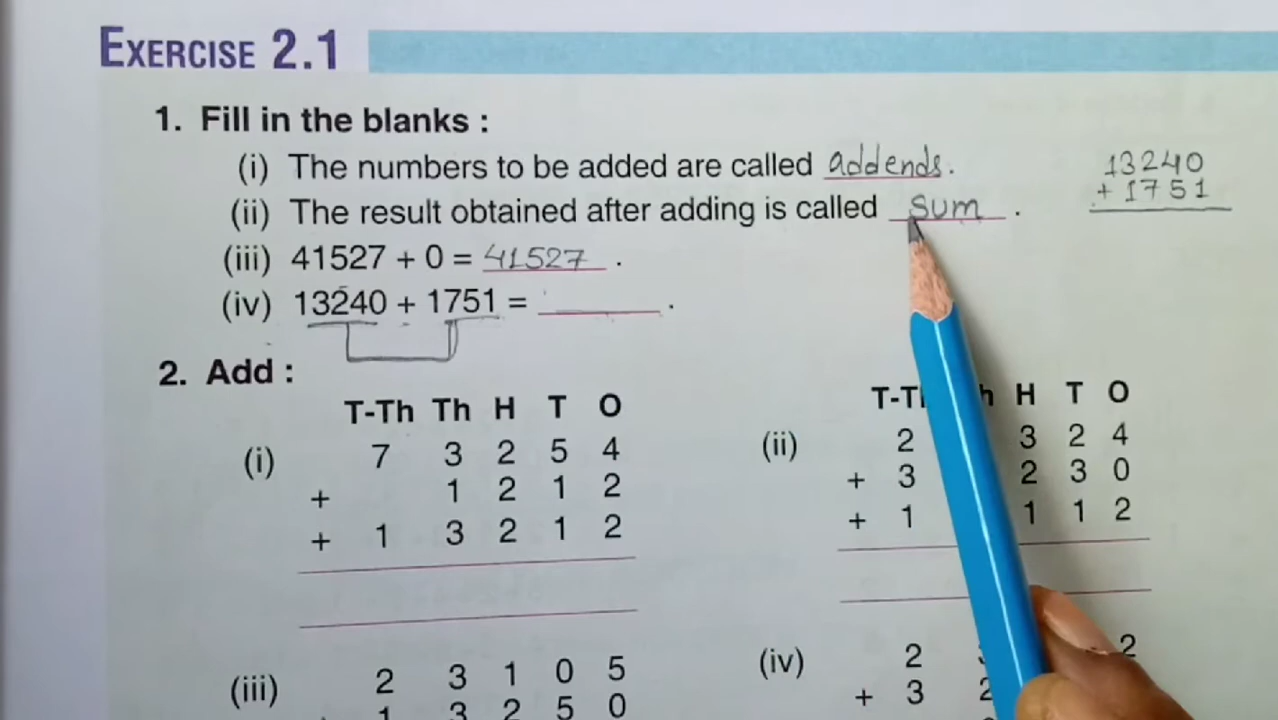 EXERCISE 2.1
1. Fill in the blanks :
(i) The numbers to be added are called addends.
(ii) The result obtained after adding is called sum .
(iii) 41527 + 0 = 41527 .
(iv) 13240 + 1751 = .
13240
+ 1751
2. Add :
T-Th Th H T O
(i) 7 3 2 5 4
+ 1 2 1 2
+ 1 3 2 1 2
H T O
(ii) 2 3 2 4
+ 3 2 3 0
+ 1 1 1 2
(iii) 2 3 1 0 5
1 3 2 5 0
(iv) 2 2
+ 3 2